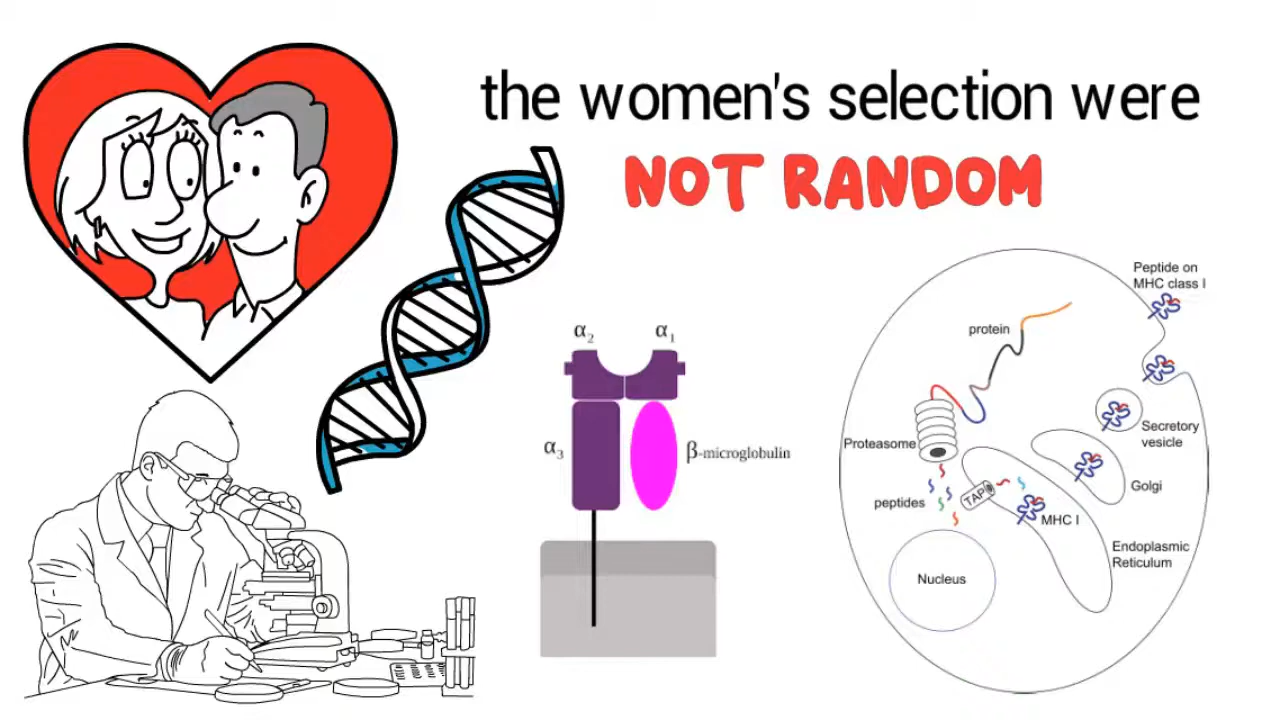 the women's selection were
NOT RANDOM
α2
α1
α3
β-microglobulin
Peptide on
MHC class I
protein
Proteasome
Secretory
vesicle
peptides
TAP
Golgi
MHC I
Endoplasmic
Reticulum
Nucleus